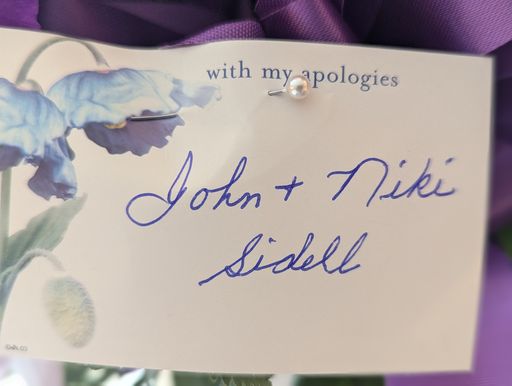 with my apologies
John + Niki
Sidell